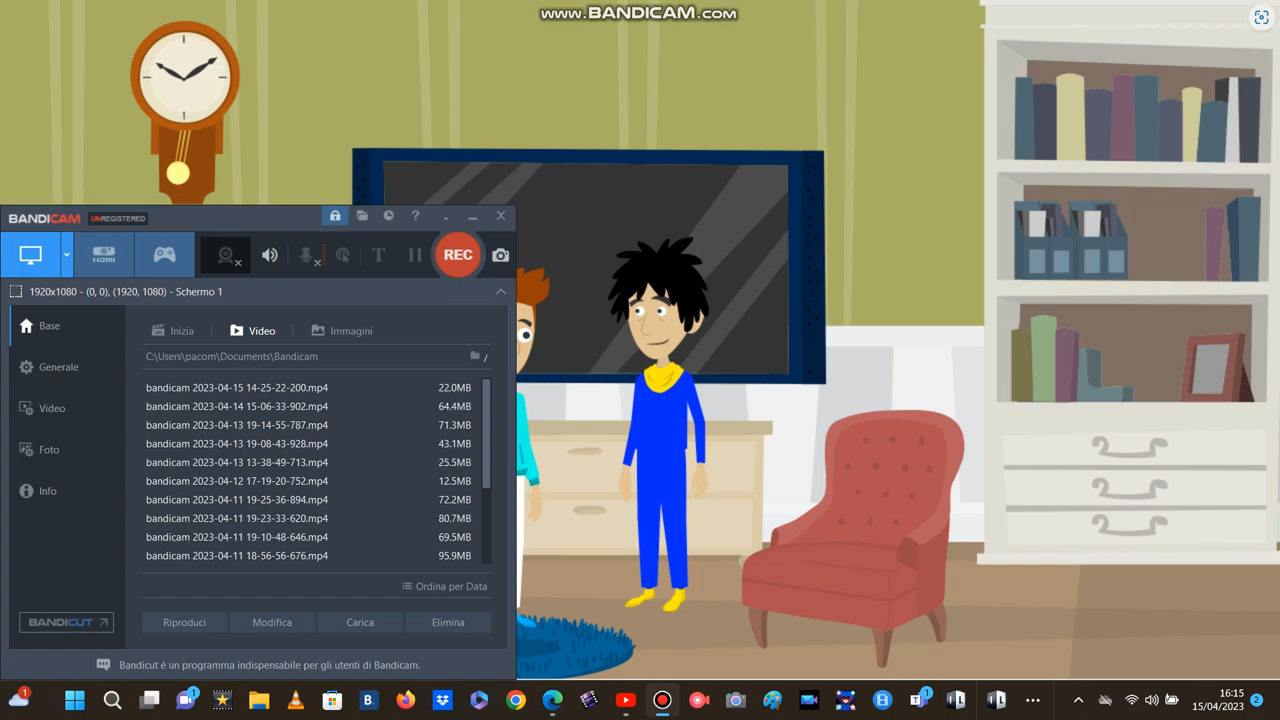 www.BANDICAM.com
BANDICAM UNREGISTERED
HDMI
T
REC
1920x1080 - (0, 0), (1920, 1080) - Schermo 1
Base
Generale
Video
Foto
Info
Inizia
Video
Immagini
C:\Users\pacom\Documents\Bandicam
/
bandicam 2023-04-15 14-25-22-200.mp4 22.0MB
bandicam 2023-04-14 15-06-33-902.mp4 64.4MB
bandicam 2023-04-13 19-14-55-787.mp4 71.3MB
bandicam 2023-04-13 19-08-43-928.mp4 43.1MB
bandicam 2023-04-13 13-38-49-713.mp4 25.5MB
bandicam 2023-04-12 17-19-20-752.mp4 12.5MB
bandicam 2023-04-11 19-25-36-894.mp4 72.2MB
bandicam 2023-04-11 19-23-33-620.mp4 80.7MB
bandicam 2023-04-11 19-10-48-646.mp4 69.5MB
bandicam 2023-04-11 18-56-56-676.mp4 95.9MB
Ordina per Data
Riproduci Modifica Carica Elimina
BANDICUT
Bandicut è un programma indispensabile per gli utenti di Bandicam.
1
1
B.
1
16:15
15/04/2023
2